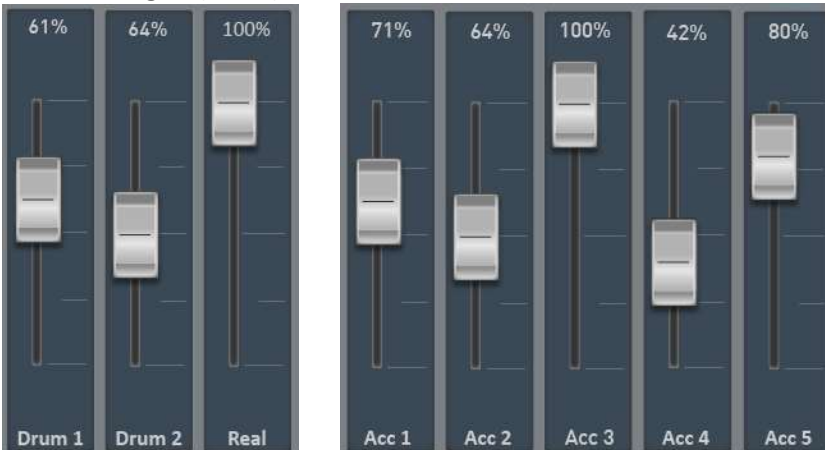 61% 64% 100%
Drum 1 Drum 2 Real
71% 64% 100% 42% 80%
Acc 1 Acc 2 Acc 3 Acc 4 Acc 5